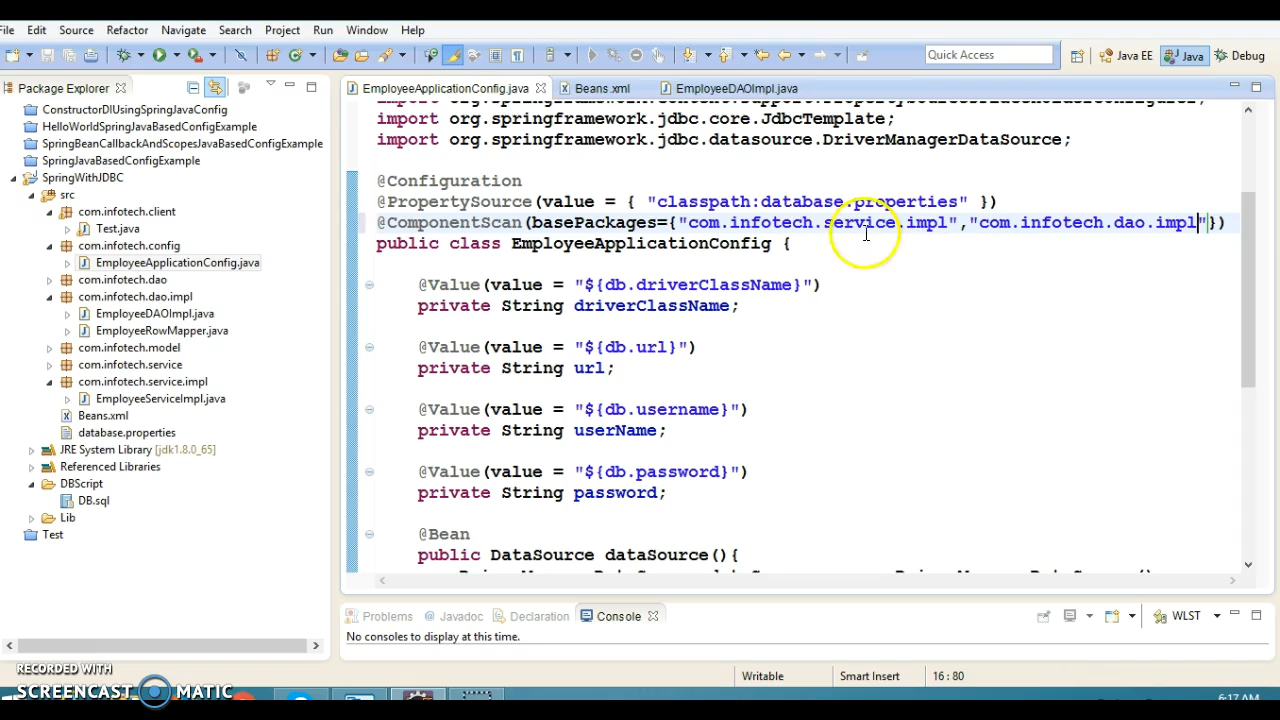 File Edit Source Refactor Navigate Search Project Run Window Help
Quick Access
Java EE
Java
Debug
Package Explorer
EmployeeApplicationConfig.java
Beans.xml
EmployeeDAOImpl.java
ConstructorDIUsingSpringJavaConfig
HelloWorldSpringJavaBasedConfigExample
SpringBeanCallbackAndScopesJavaBasedConfigExample
SpringJavaBasedConfigExample
SpringWithJDBC
src
com.infotech.client
Test.java
com.infotech.config
EmployeeApplicationConfig.java
com.infotech.dao
com.infotech.dao.impl
EmployeeDAOImpl.java
EmployeeRowMapper.java
com.infotech.model
com.infotech.service
com.infotech.service.impl
EmployeeServiceImpl.java
Beans.xml
database.properties
JRE System Library [jdk1.8.0_65]
Referenced Libraries
DBScript
DB.sql
Lib
Test
import org.springframework.jdbc.core.JdbcTemplate;
import org.springframework.jdbc.datasource.DriverManagerDataSource;
@Configuration
@PropertySource(value = { "classpath:database.properties" })
@ComponentScan(basePackages={"com.infotech.service.impl","com.infotech.dao.impl"})
public class EmployeeApplicationConfig {
@Value(value = "${db.driverClassName}")
private String driverClassName;
@Value(value = "${db.url}")
private String url;
@Value(value = "${db.username}")
private String userName;
@Value(value = "${db.password}")
private String password;
@Bean
public DataSource dataSource(){
Problems @ Javadoc Declaration Console
WLST
No consoles to display at this time.
Writable
Smart Insert
16 : 80
RECORDED WITH
SCREENCAST MATIC
6:17 AM